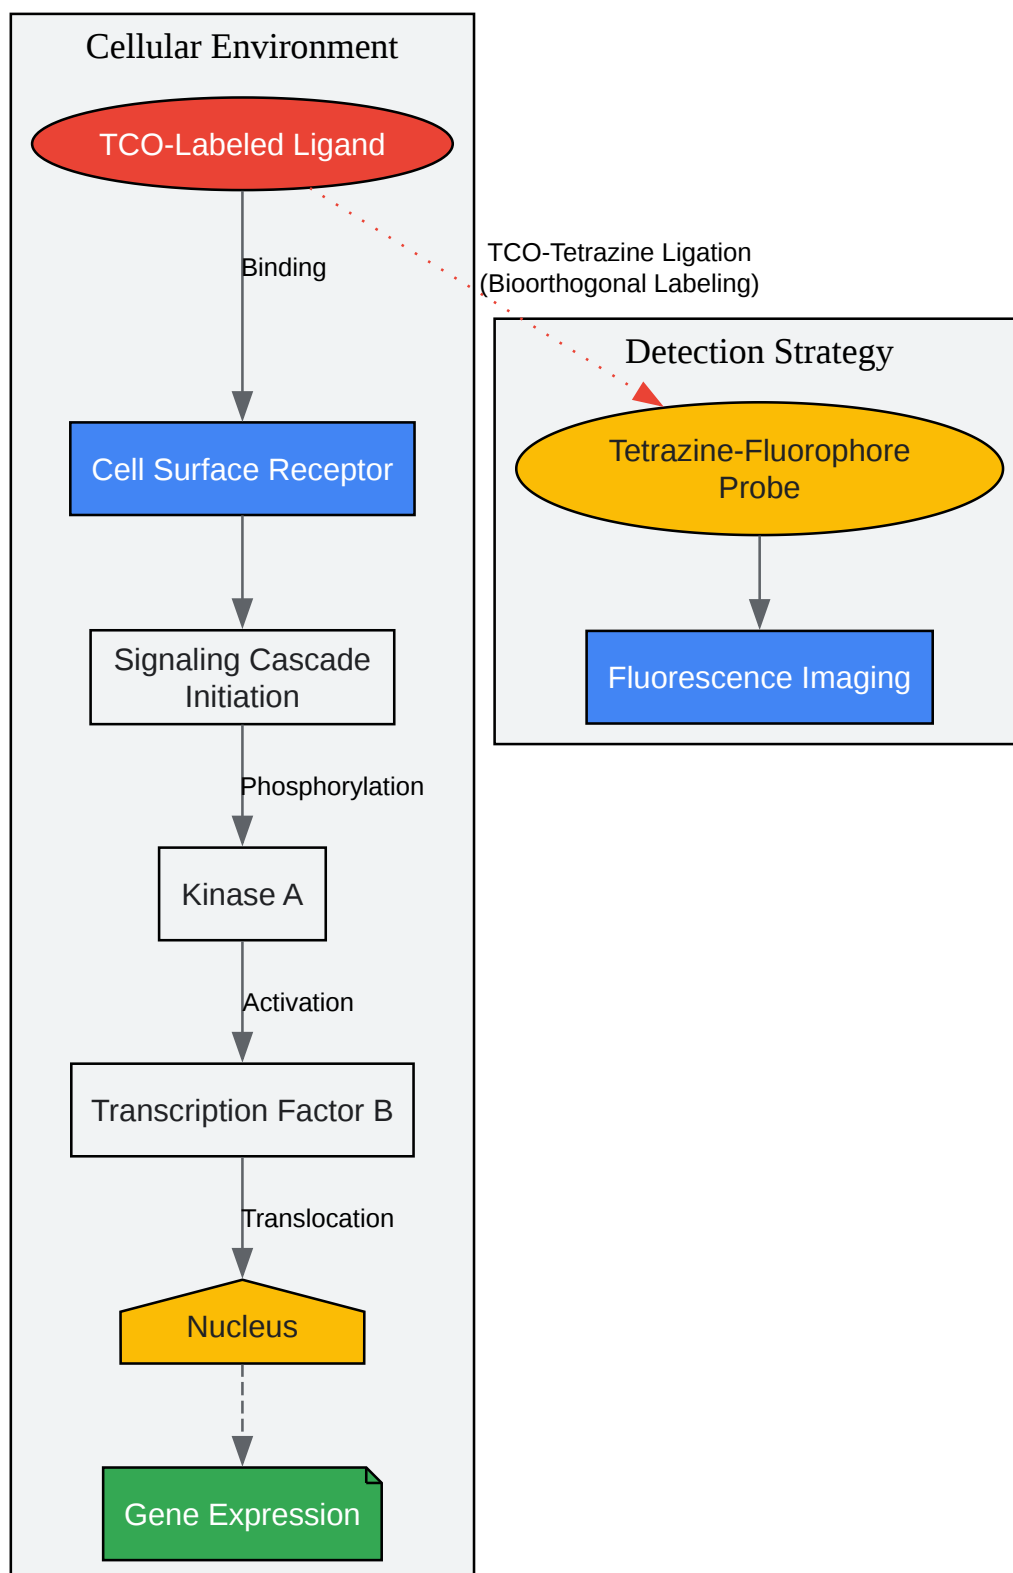 Cellular Environment
TCO-Labeled Ligand
Binding
Cell Surface Receptor
Signaling Cascade
Initiation
Phosphorylation
Kinase A
Activation
Transcription Factor B
Translocation
Nucleus
Gene Expression
TCO-Tetrazine Ligation
(Bioorthogonal Labeling)
Detection Strategy
Tetrazine-Fluorophore
Probe
Fluorescence Imaging